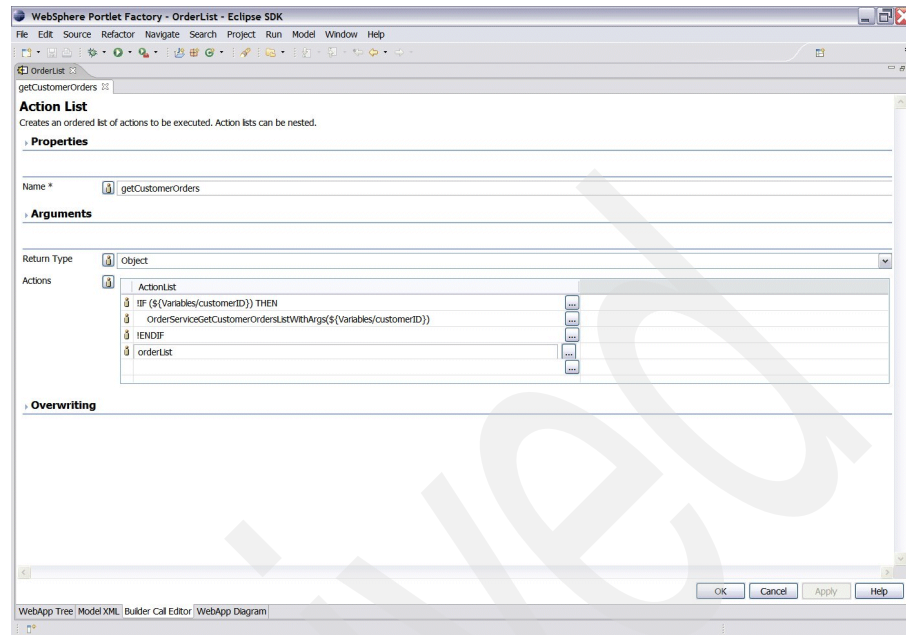 WebSphere Portlet Factory - OrderList - Eclipse SDK
File Edit Source Refactor Navigate Search Project Run Model Window Help
OrderList
getCustomerOrders
Action List
Creates an ordered list of actions to be executed. Action lists can be nested.
Properties
Name * getCustomerOrders
Arguments
Return Type Object
Actions
ActionList
!IF (${Variables/customerID}) THEN ...
OrderServiceGetCustomerOrdersListWithArgs(${Variables/customerID}) ...
!ENDIF ...
orderList ...
...
Overwriting
OK Cancel Apply Help
WebApp Tree Model XML Builder Call Editor WebApp Diagram